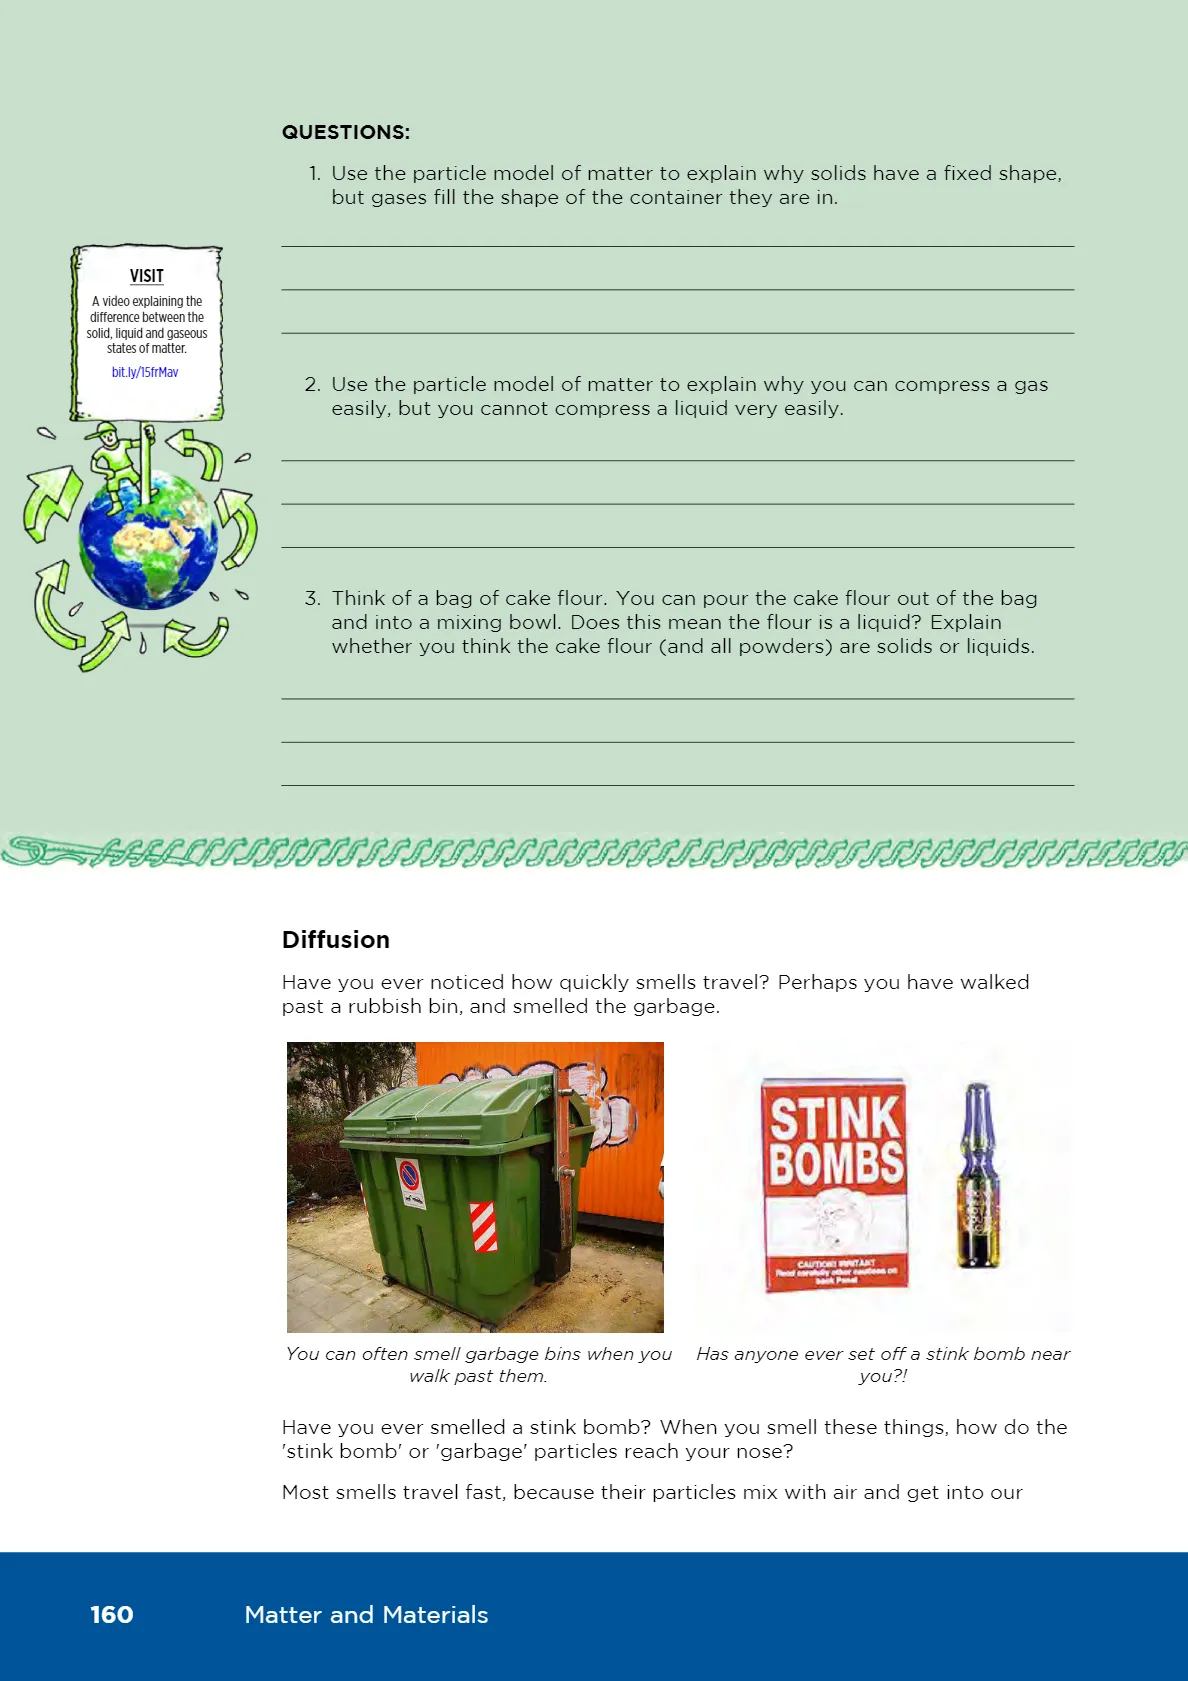 QUESTIONS:
1. Use the particle model of matter to explain why solids have a fixed shape,
but gases fill the shape of the container they are in.
VISIT
A video explaining the
difference between the
solid, liquid and gaseous
states of matter.
bit.ly/15frMav
2. Use the particle model of matter to explain why you can compress a gas
easily, but you cannot compress a liquid very easily.
3. Think of a bag of cake flour. You can pour the cake flour out of the bag
and into a mixing bowl. Does this mean the flour is a liquid? Explain
whether you think the cake flour (and all powders) are solids or liquids.
Diffusion
Have you ever noticed how quickly smells travel? Perhaps you have walked
past a rubbish bin, and smelled the garbage.
STINK
BOMBS
CAUTION! IRRITANT
Read carefully other cautions on
back Panel
You can often smell garbage bins when you
walk past them.
Has anyone ever set off a stink bomb near
you?!
Have you ever smelled a stink bomb? When you smell these things, how do the
'stink bomb' or 'garbage' particles reach your nose?
Most smells travel fast, because their particles mix with air and get into our
160
Matter and Materials